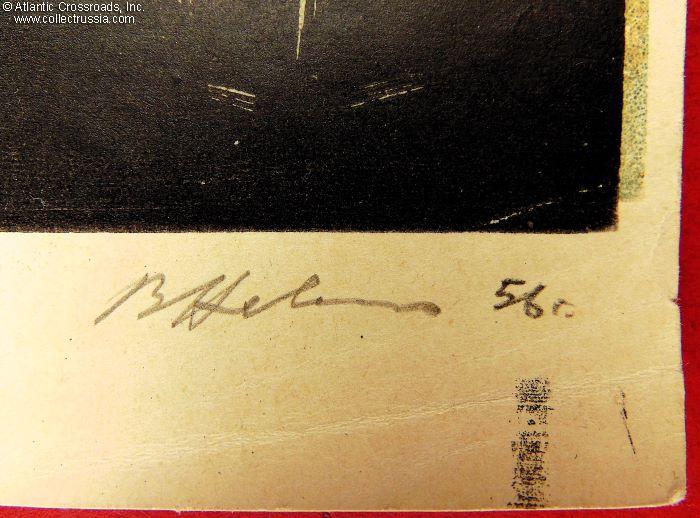 © Atlantic Crossroads, Inc.
www.collectrussia.com
56 г.